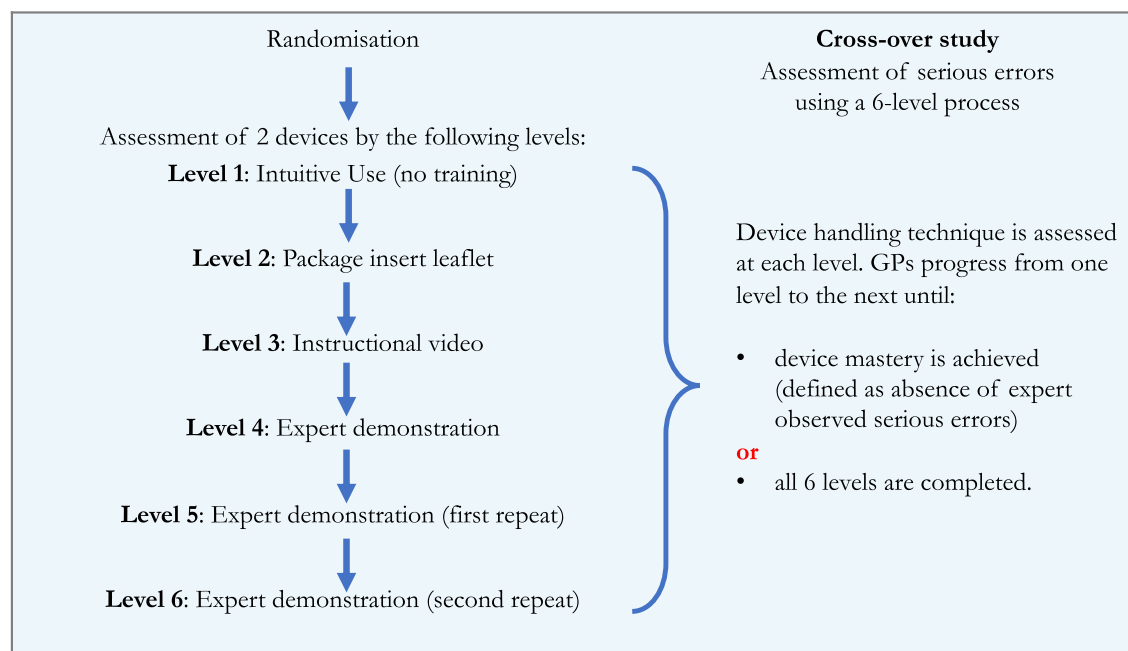 Randomisation
Assessment of 2 devices by the following levels:
Level 1: Intuitive Use (no training)
Level 2: Package insert leaflet
Level 3: Instructional video
Level 4: Expert demonstration
Level 5: Expert demonstration (first repeat)
Level 6: Expert demonstration (second repeat)
Cross-over study
Assessment of serious errors
using a 6-level process
Device handling technique is assessed
at each level. GPs progress from one
level to the next until:
• device mastery is achieved
(defined as absence of expert
observed serious errors)
or
• all 6 levels are completed.